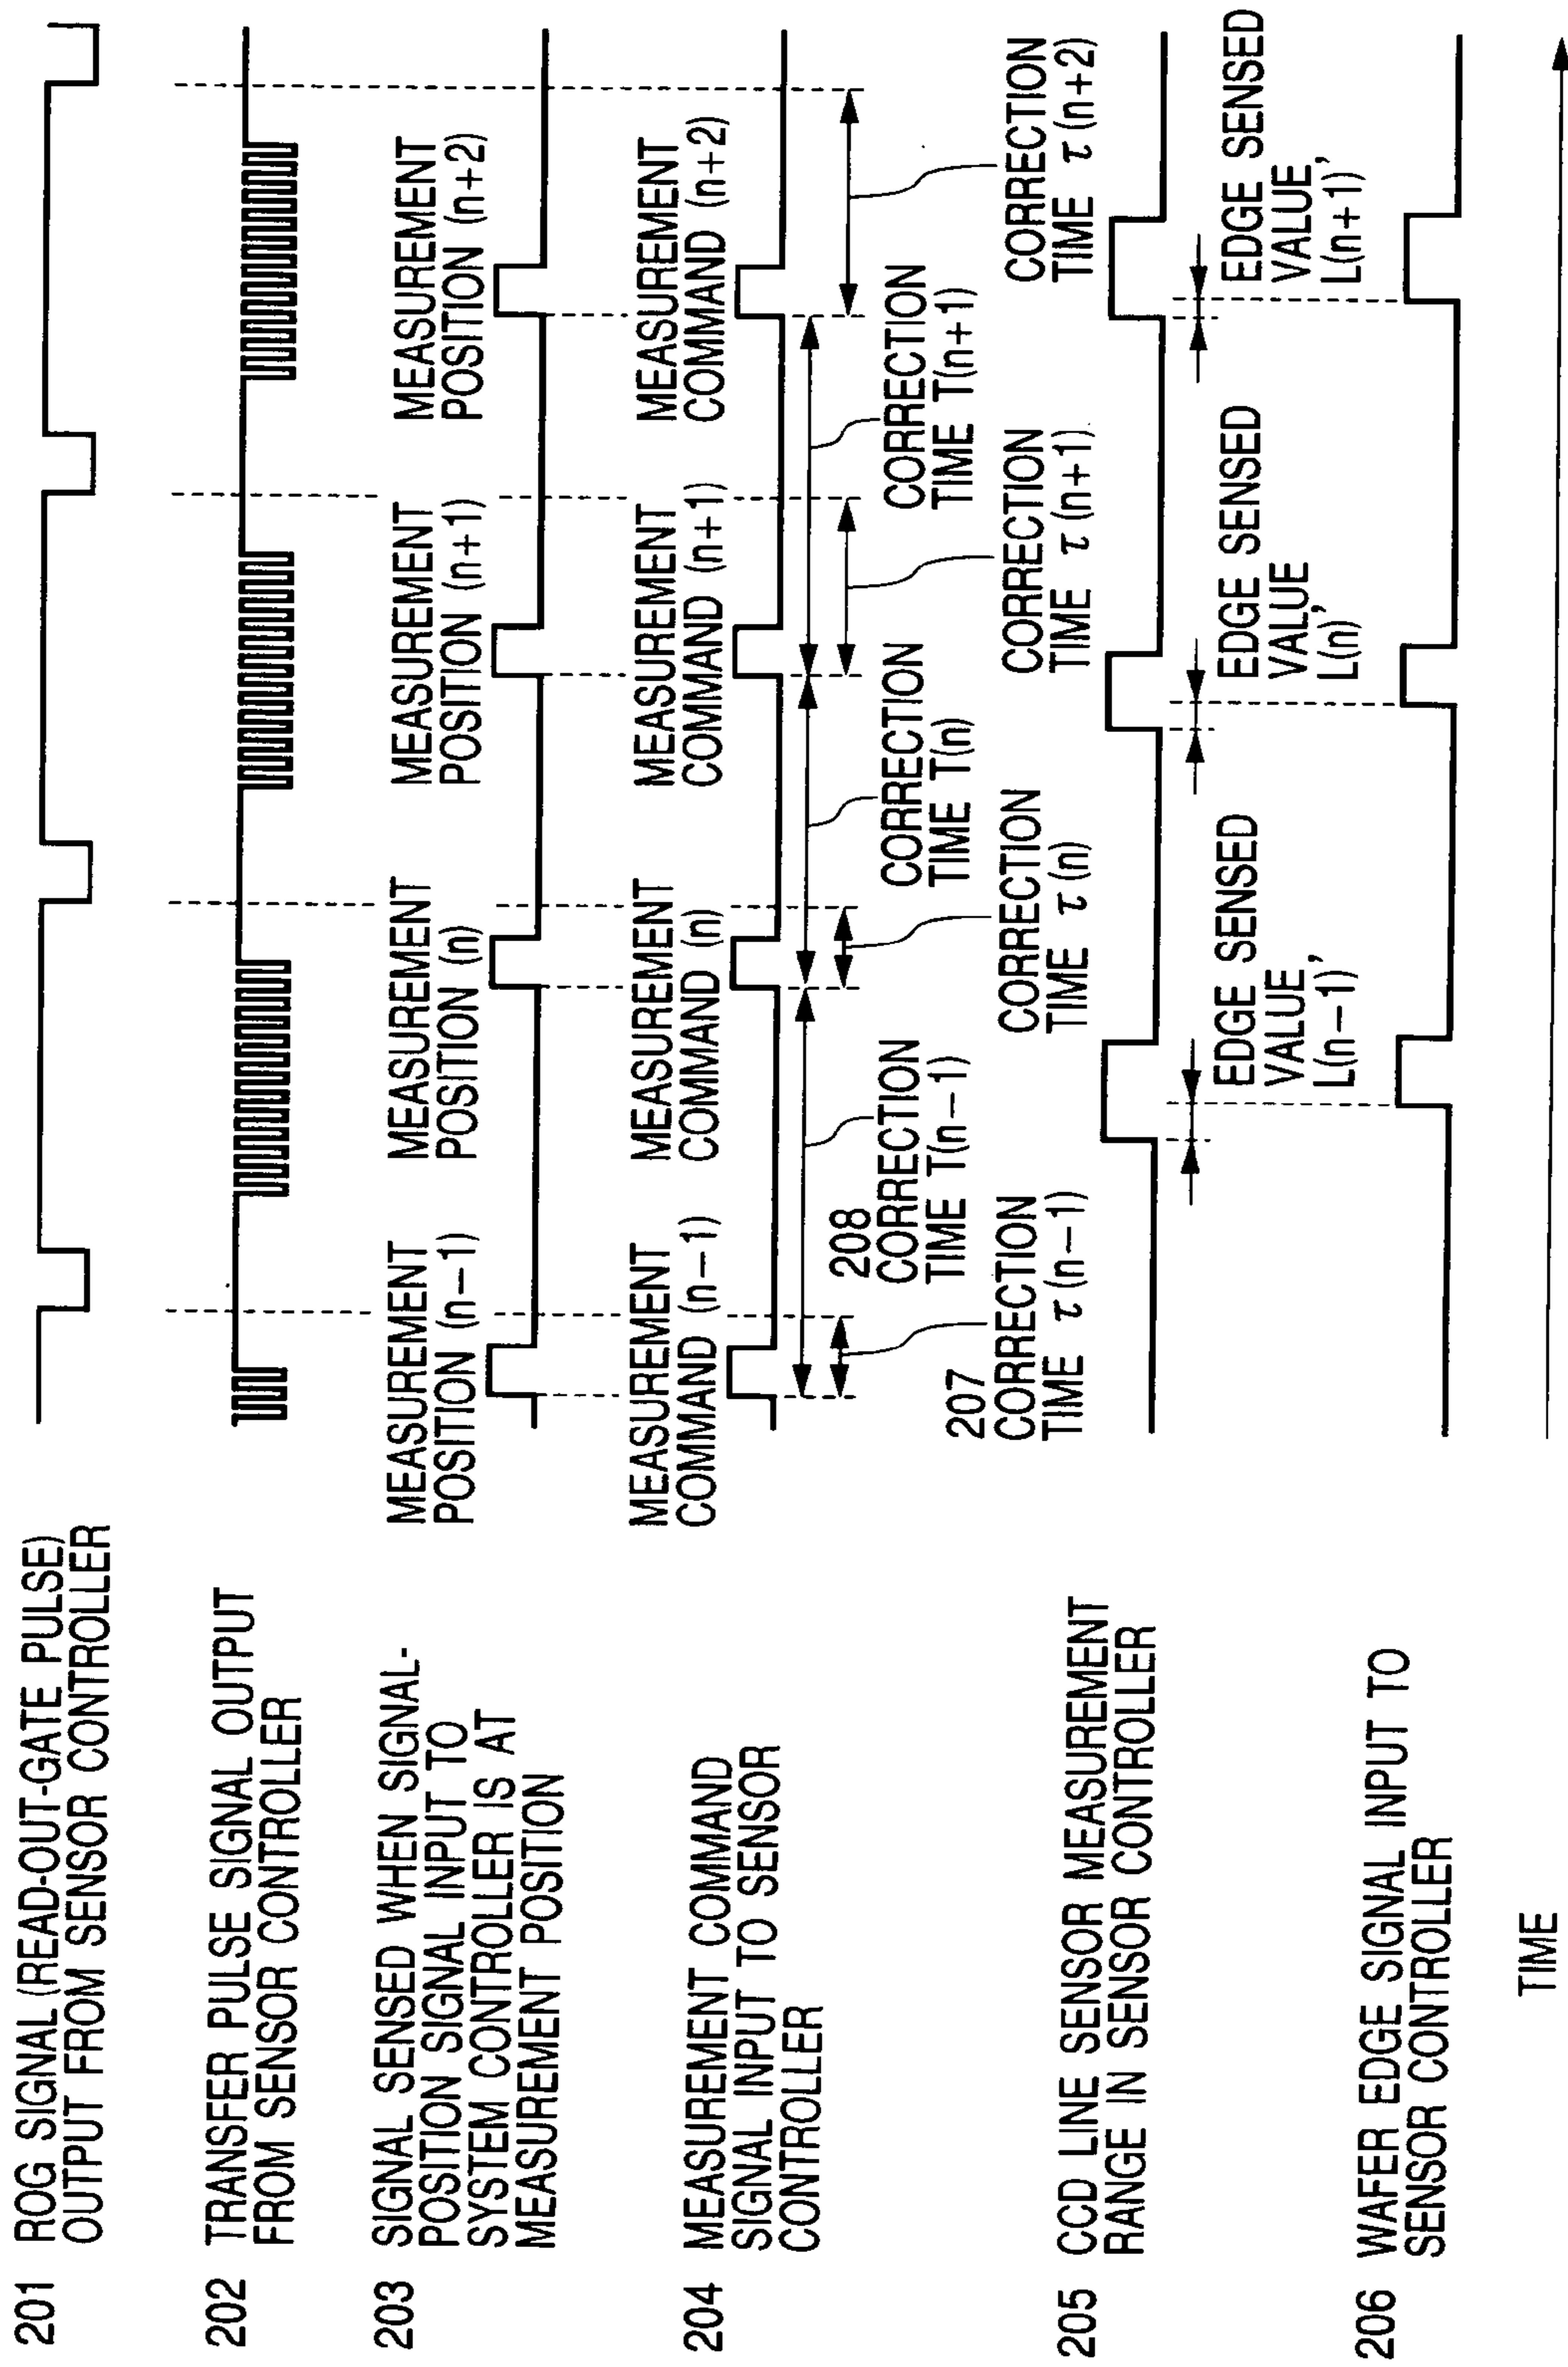 201 ROG SIGNAL (READ-OUT-GATE PULSE)
OUTPUT FROM SENSOR CONTROLLER
202 TRANSFER PULSE SIGNAL OUTPUT
FROM SENSOR CONTROLLER
203 SIGNAL SENSED WHEN SIGNAL-
POSITION SIGNAL INPUT TO
SYSTEM CONTROLLER IS AT
MEASUREMENT POSITION
MEASUREMENT
POSITION (n−1)
MEASUREMENT
POSITION (n)
MEASUREMENT
POSITION (n+1)
MEASUREMENT
POSITION (n+2)
204 MEASUREMENT COMMAND
SIGNAL INPUT TO SENSOR
CONTROLLER
MEASUREMENT
COMMAND (n−1)
MEASUREMENT
COMMAND (n)
MEASUREMENT
COMMAND (n+1)
MEASUREMENT
COMMAND (n+2)
208
CORRECTION
TIME T(n−1)
CORRECTION
TIME T(n)
CORRECTION
TIME T(n+1)
207
CORRECTION
TIME τ(n−1)
CORRECTION
TIME τ(n)
CORRECTION
TIME τ(n+1)
CORRECTION
TIME τ(n+2)
205 CCD LINE SENSOR MEASUREMENT
RANGE IN SENSOR CONTROLLER
EDGE SENSED
VALUE,
L(n−1)
EDGE SENSED
VALUE,
L(n)
EDGE SENSED
VALUE,
L(n+1)
206 WAFER EDGE SIGNAL INPUT TO
SENSOR CONTROLLER
TIME